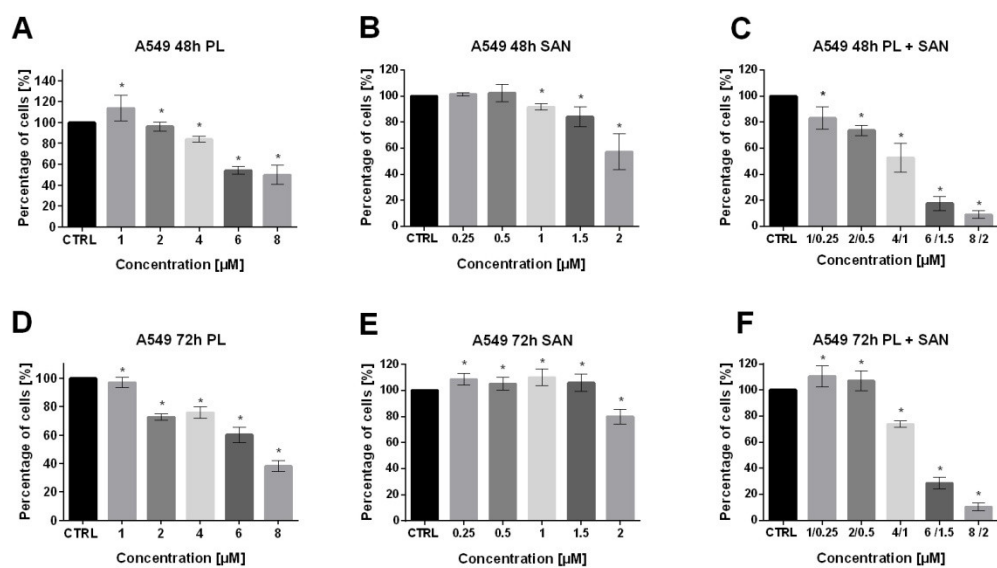 A
A549 48h PL
Percentage of cells [%]
140
120
100
80
60
40
20
0
* * * * *
CTRL 1 2 4 6 8
Concentration [µM]
B
A549 48h SAN
Percentage of cells [%]
120
100
80
60
40
20
0
* * *
CTRL 0.25 0.5 1 1.5 2
Concentration [µM]
C
A549 48h PL + SAN
Percentage of cells [%]
120
100
80
60
40
20
0
* * * * *
CTRL 1/0.25 2/0.5 4/1 6 /1.5 8 /2
Concentration [µM]
D
A549 72h PL
Percentage of cells [%]
100
80
60
40
20
0
* * * * *
CTRL 1 2 4 6 8
Concentration [µM]
E
A549 72h SAN
Percentage of cells [%]
120
100
80
60
40
20
0
* * * * *
CTRL 0.25 0.5 1 1.5 2
Concentration [µM]
F
A549 72h PL + SAN
Percentage of cells [%]
120
100
80
60
40
20
0
* * * * *
CTRL 1/0.25 2/0.5 4/1 6 /1.5 8 /2
Concentration [µM]